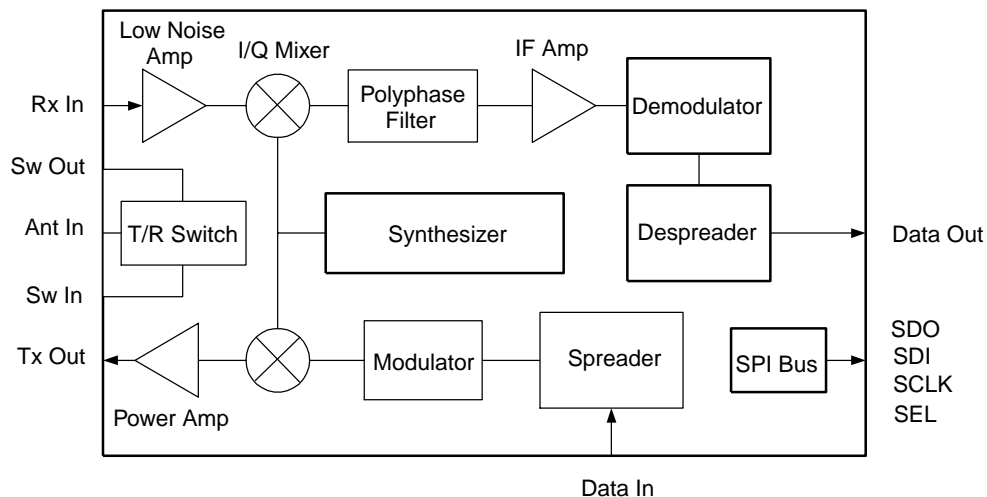 Low Noise
Amp
I/Q Mixer
IF Amp
Rx In
Polyphase
Filter
Demodulator
Sw Out
Ant In
T/R Switch
Synthesizer
Despreader
Data Out
Sw In
Tx Out
Modulator
Spreader
SPI Bus
SDO
SDI
SCLK
SEL
Power Amp
Data In